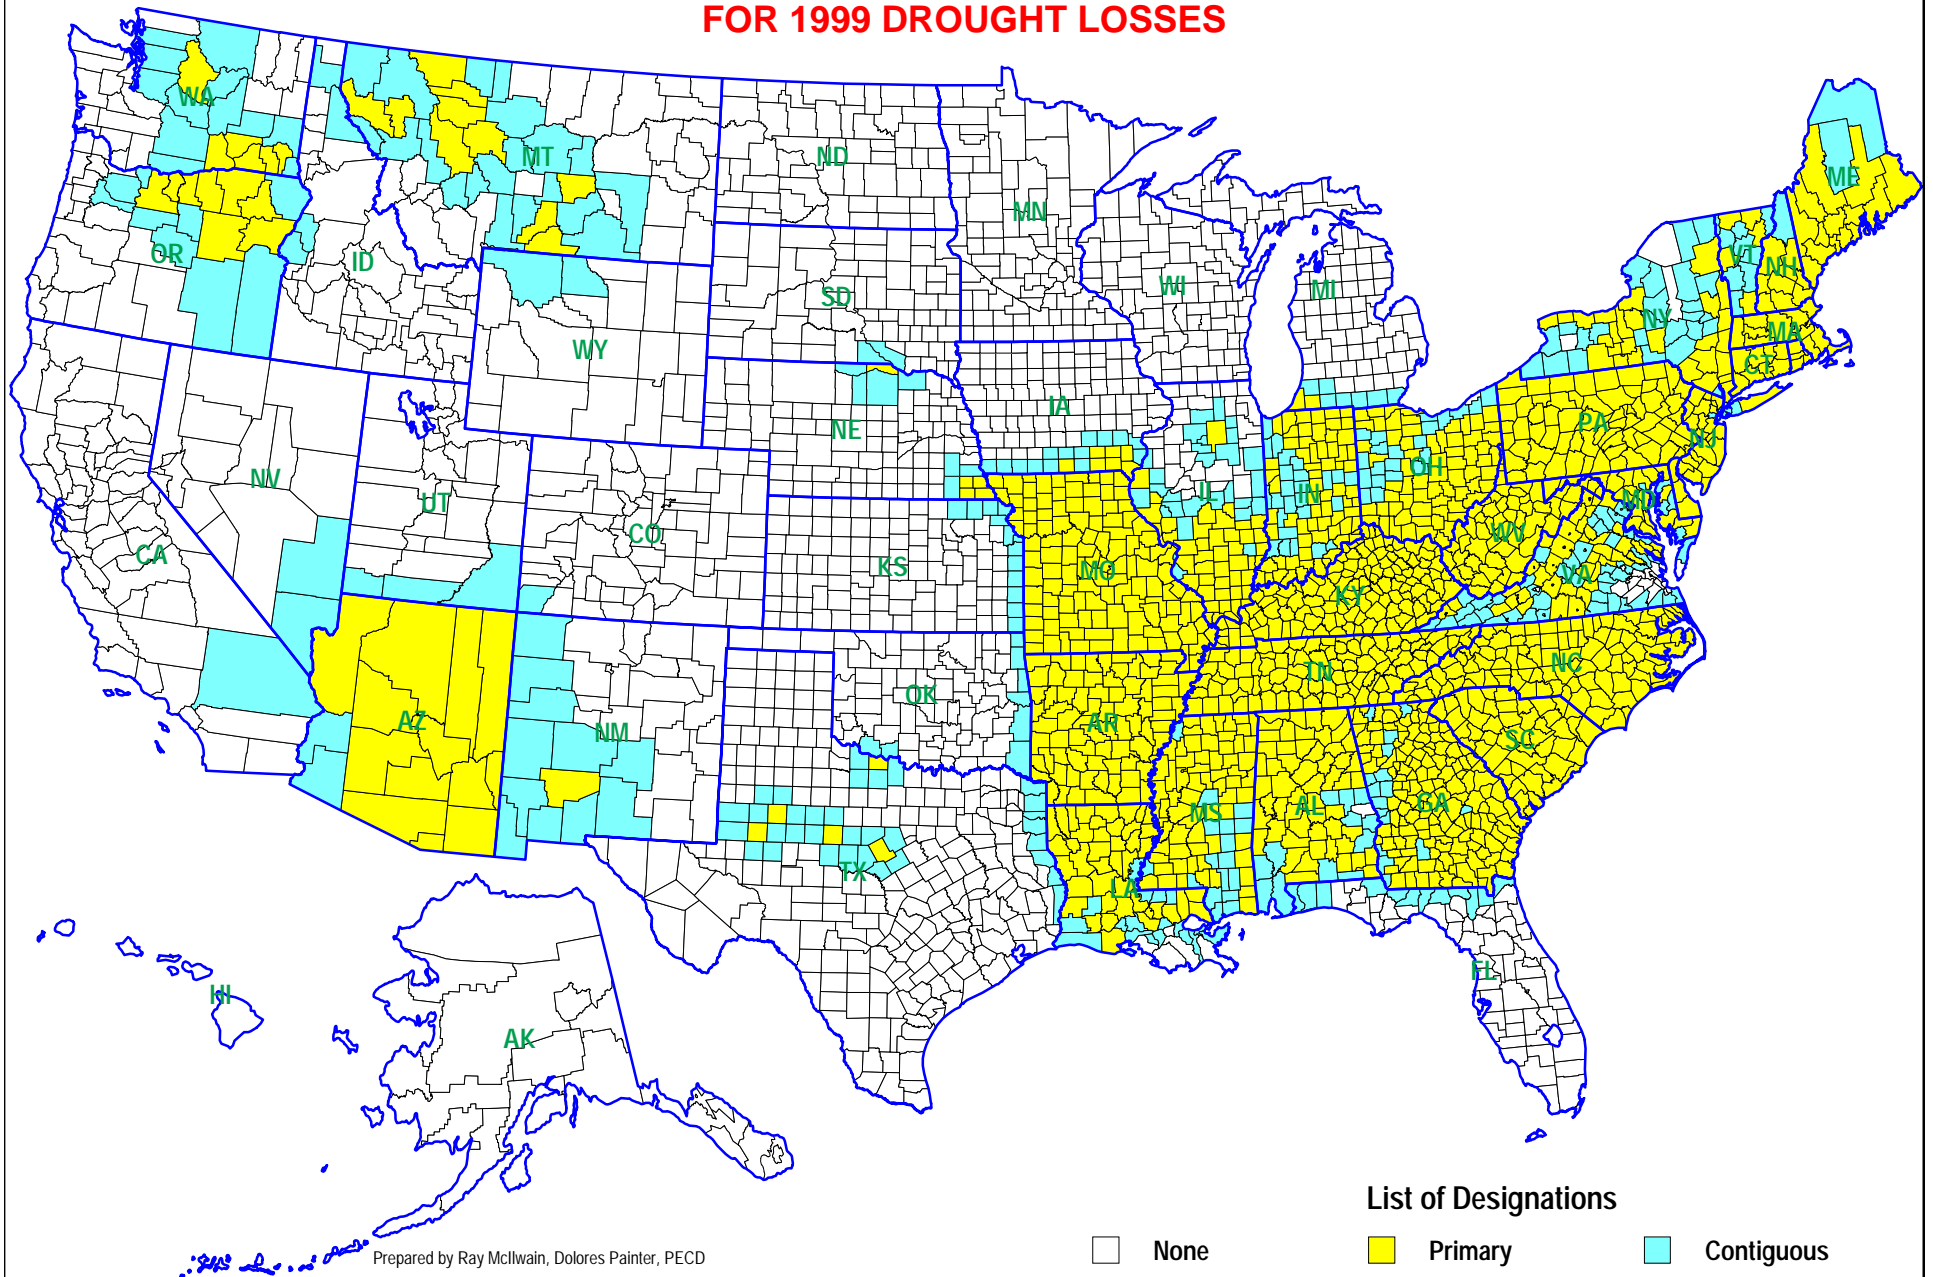 FOR 1999 DROUGHT LOSSES
WA
MT
ND
MN
ME
OR
ID
SD
WI
MI
VT
NH
WY
NY
MA
CT
IA
NE
PA
NJ
NV
UT
CO
IL
IN
OH
MD
CA
KS
MO
WV
KY
VA
AZ
NM
OK
AR
TN
NC
SC
TX
LA
MS
AL
GA
FL
HI
AK
List of Designations
None
Primary
Contiguous
Prepared by Ray McIlwain, Dolores Painter, PECD